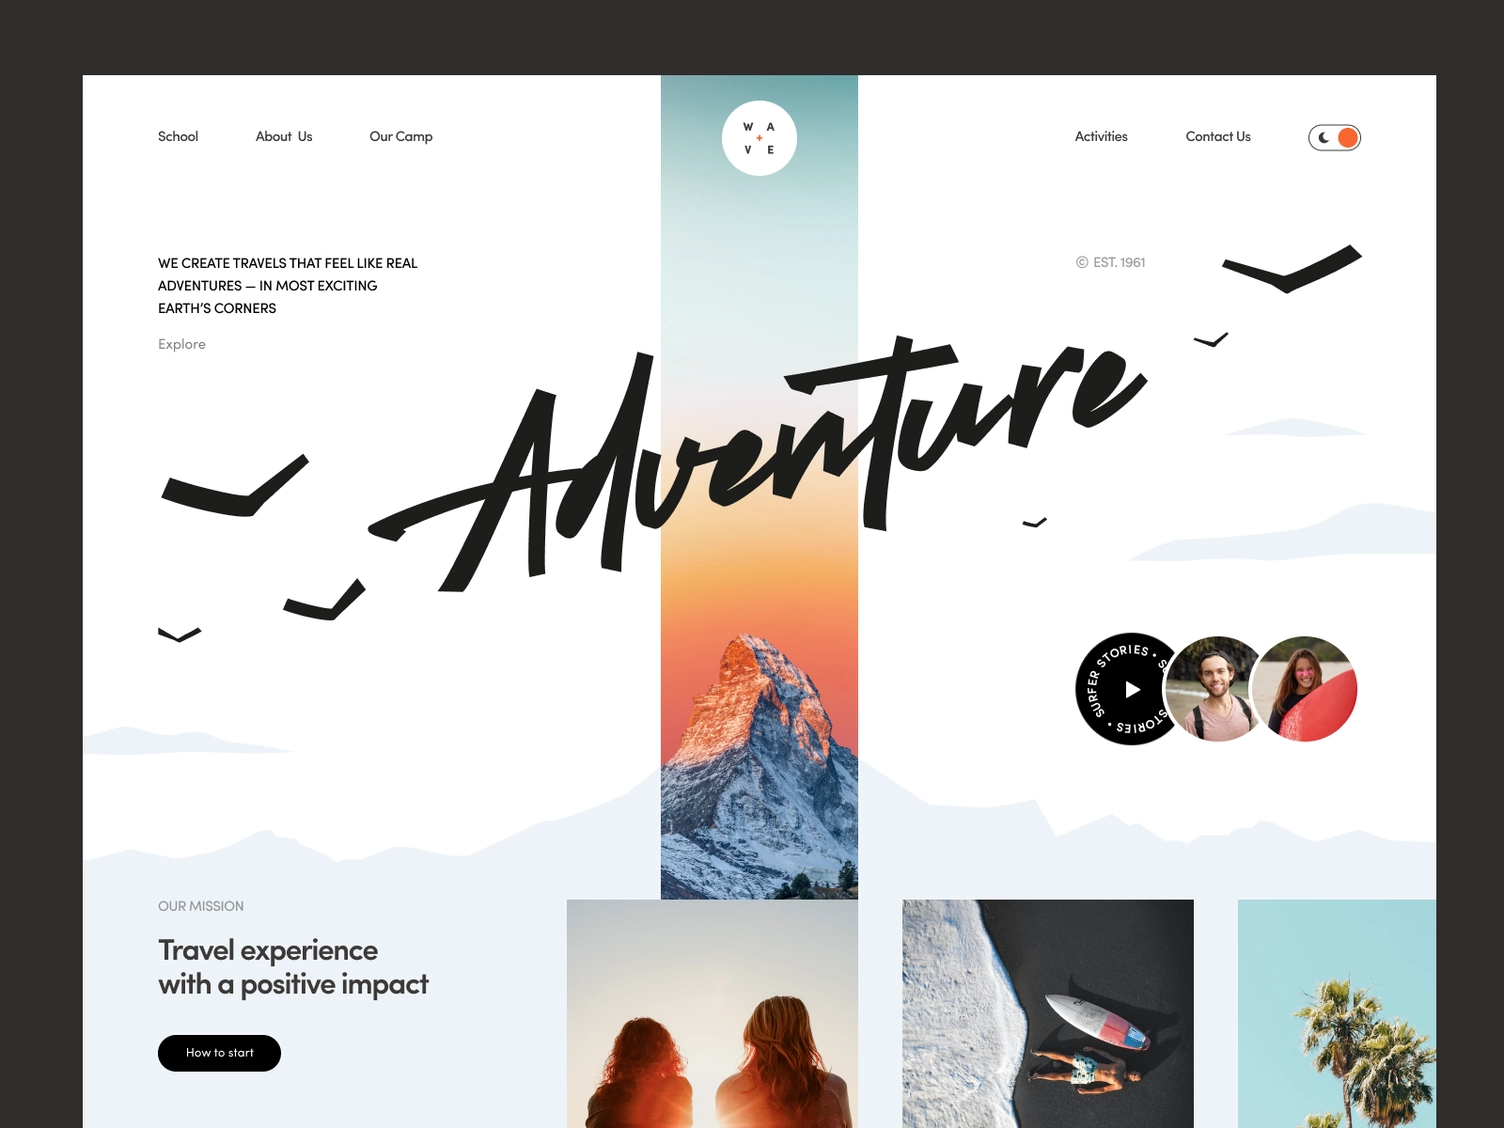 School
About Us
Our Camp
W A
+
V E
Activities
Contact Us
WE CREATE TRAVELS THAT FEEL LIKE REAL
ADVENTURES — IN MOST EXCITING
EARTH’S CORNERS
Explore
© EST. 1961
Adventure
SURFER STORIES •
STORIES •
OUR MISSION
Travel experience
with a positive impact
How to start